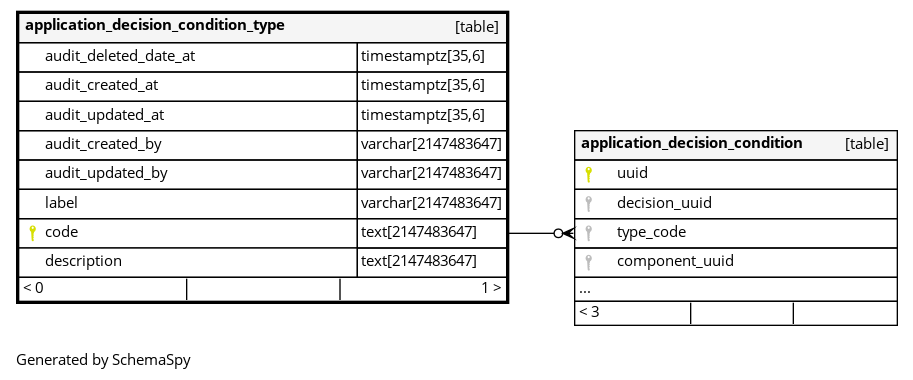 application_decision_condition_type [table]
audit_deleted_date_at timestamptz[35,6]
audit_created_at timestamptz[35,6]
audit_updated_at timestamptz[35,6]
audit_created_by varchar[2147483647]
audit_updated_by varchar[2147483647]
label varchar[2147483647]
code text[2147483647]
description text[2147483647]
< 0 1 >
application_decision_condition [table]
uuid
decision_uuid
type_code
component_uuid
...
< 3
Generated by SchemaSpy